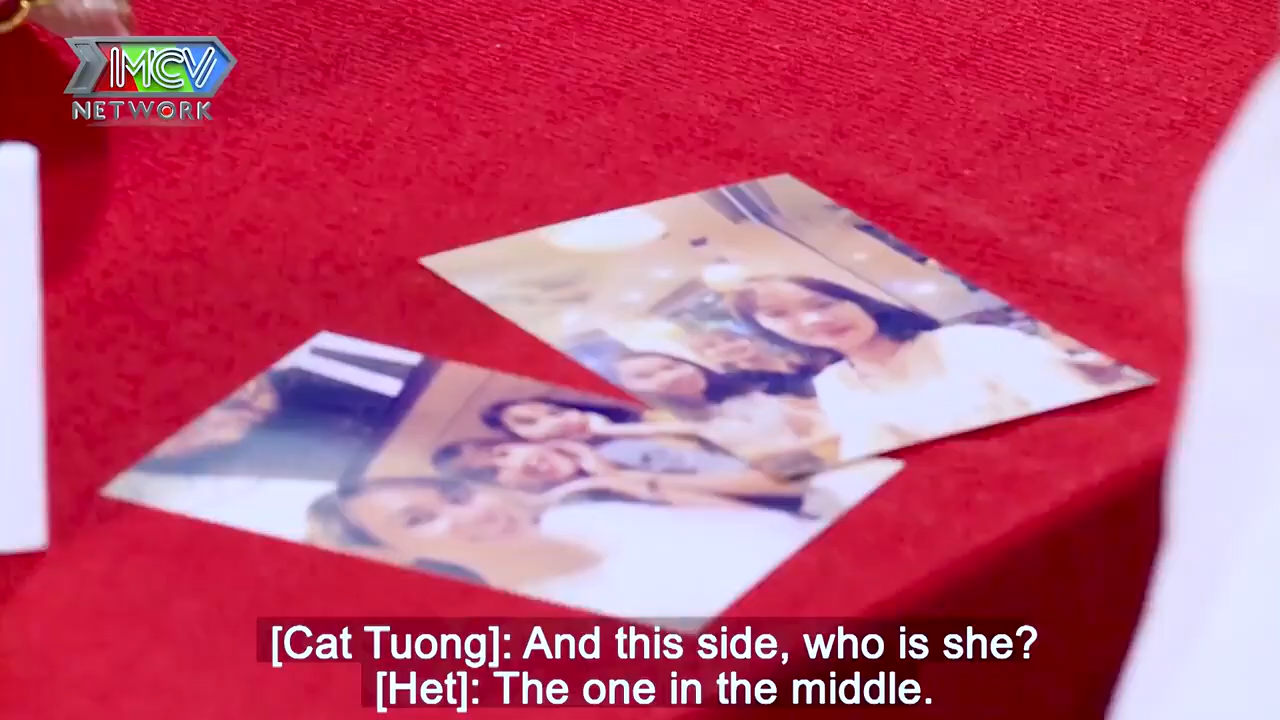 MCV
NETWORK
[Cat Tuong]: And this side, who is she?
[Het]: The one in the middle.